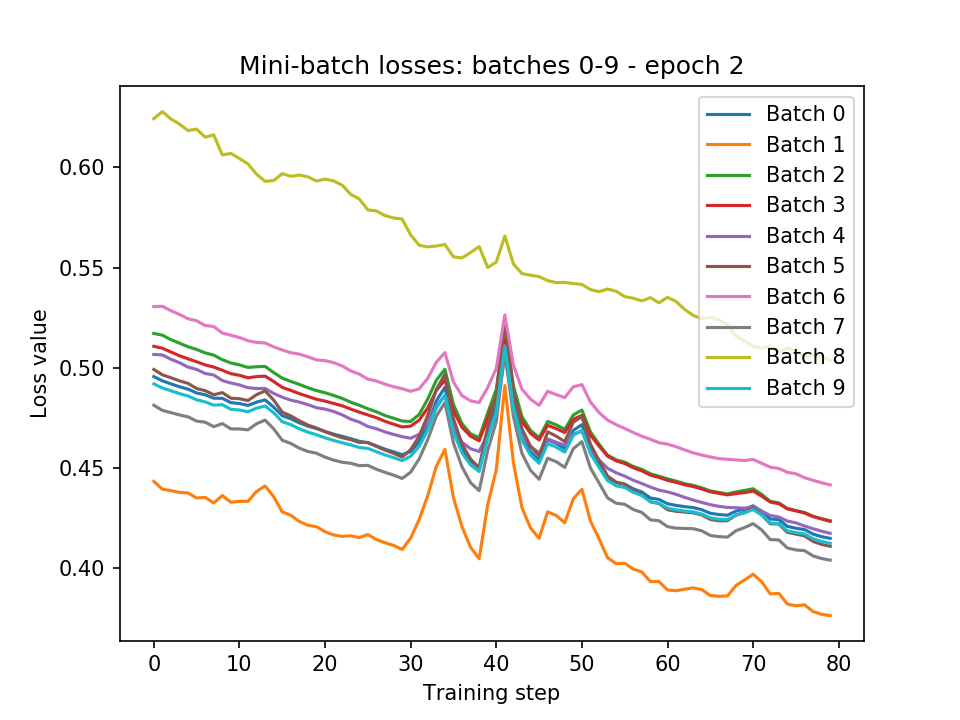 Mini-batch losses: batches 0-9 - epoch 2
Loss value
0.60
0.55
0.50
0.45
0.40
Batch 0
Batch 1
Batch 2
Batch 3
Batch 4
Batch 5
Batch 6
Batch 7
Batch 8
Batch 9
0 10 20 30 40 50 60 70 80
Training step